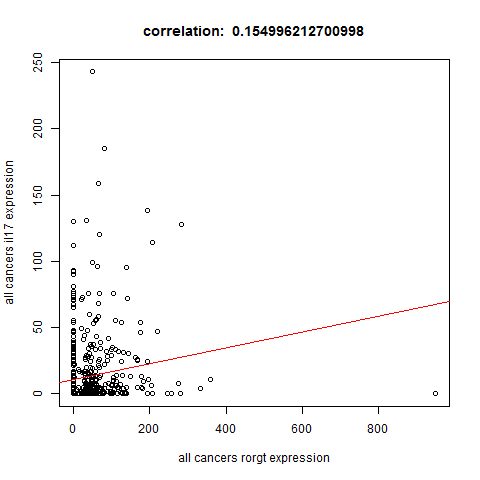 correlation: 0.154996212700998
all cancers il17 expression
250
200
150
100
50
0
0 200 400 600 800
all cancers rorgt expression